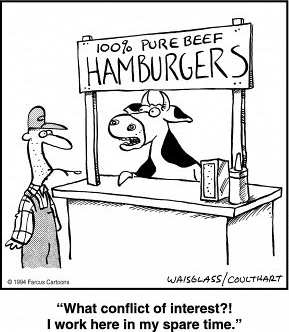 100% PURE BEEF
HAMBURGERS
© 1994 Farcus Cartoons
WAISGLASS/COULTHART
“What conflict of interest?!
I work here in my spare time.”